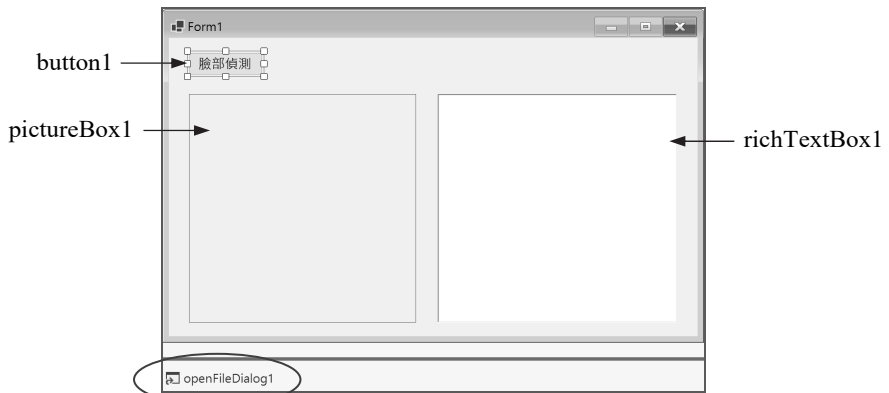 Form1
button1
臉部偵測
pictureBox1
richTextBox1
openFileDialog1